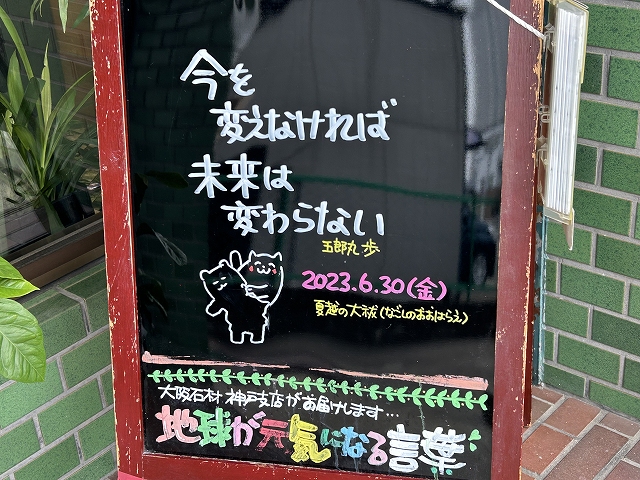 今を
変えなければ
未来は
変わらない
五郎丸 歩
2023.6.30(金)
夏越の大祓(なごしのおおはらえ)
大阪石材 神戸支店がお届けします...
地球が元気になる言葉